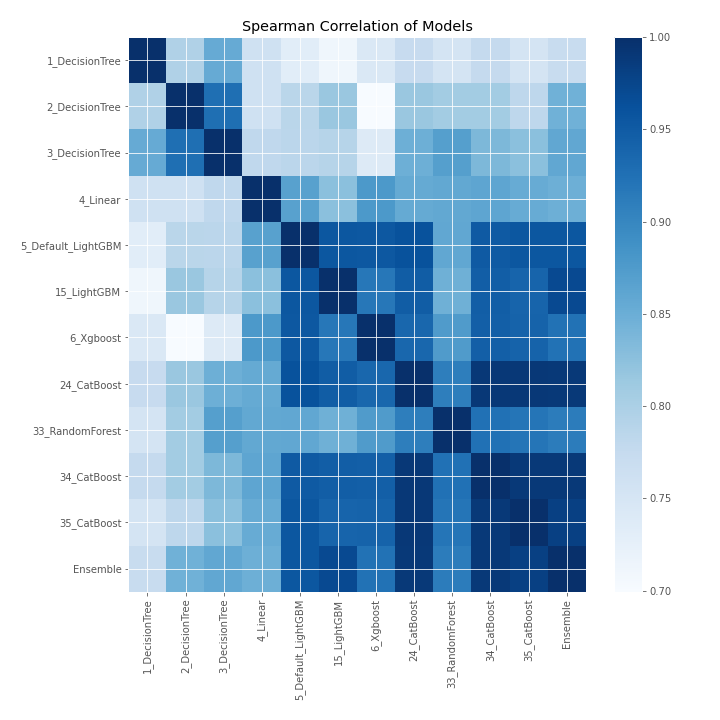 Spearman Correlation of Models
1_DecisionTree
2_DecisionTree
3_DecisionTree
4_Linear
5_Default_LightGBM
15_LightGBM
6_Xgboost
24_CatBoost
33_RandomForest
34_CatBoost
35_CatBoost
Ensemble
1_DecisionTree
2_DecisionTree
3_DecisionTree
4_Linear
5_Default_LightGBM
15_LightGBM
6_Xgboost
24_CatBoost
33_RandomForest
34_CatBoost
35_CatBoost
Ensemble
1.00
0.95
0.90
0.85
0.80
0.75
0.70